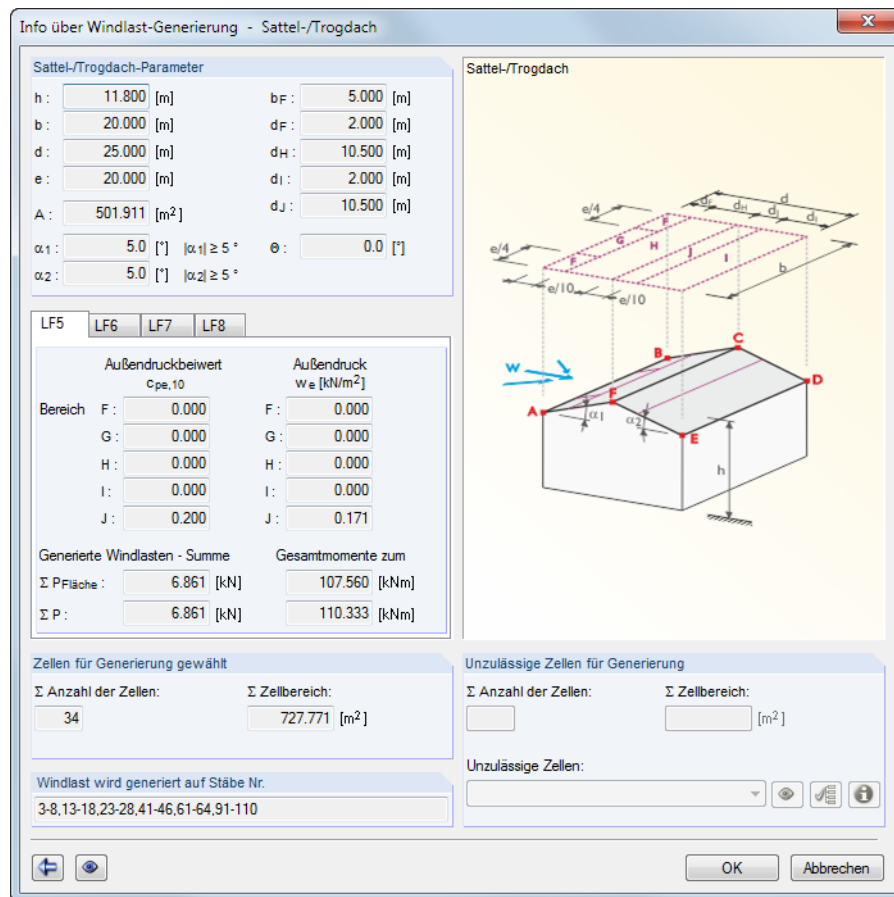 Info über Windlast-Generierung - Sattel-/Trogdach
Sattel-/Trogdach-Parameter
h : 11.800 [m]
b : 20.000 [m]
d : 25.000 [m]
e : 20.000 [m]
A : 501.911 [m²]
α1 : 5.0 [°] |α1| ≥ 5 °
α2 : 5.0 [°] |α2| ≥ 5 °
bF : 5.000 [m]
dF : 2.000 [m]
dH : 10.500 [m]
dI : 2.000 [m]
dJ : 10.500 [m]
Θ : 0.0 [°]
LF5 LF6 LF7 LF8
Außendruckbeiwert Außendruck
cpe,10 we [kN/m²]
Bereich F : 0.000 F : 0.000
G : 0.000 G : 0.000
H : 0.000 H : 0.000
I : 0.000 I : 0.000
J : 0.200 J : 0.171
Generierte Windlasten - Summe Gesamtmomente zum
Σ PFläche : 6.861 [kN] 107.560 [kNm]
Σ P : 6.861 [kN] 110.333 [kNm]
Sattel-/Trogdach
d
dF dH dJ dI
e/4 F
G H
e/4 J I
F b
e/10 e/10
W B C
A F D
α1 α2 E
h
Zellen für Generierung gewählt
Σ Anzahl der Zellen: Σ Zellbereich:
34 727.771 [m²]
Unzulässige Zellen für Generierung
Σ Anzahl der Zellen: Σ Zellbereich:
[m²]
Unzulässige Zellen:
Windlast wird generiert auf Stäbe Nr.
3-8,13-18,23-28,41-46,61-64,91-110
OK Abbrechen